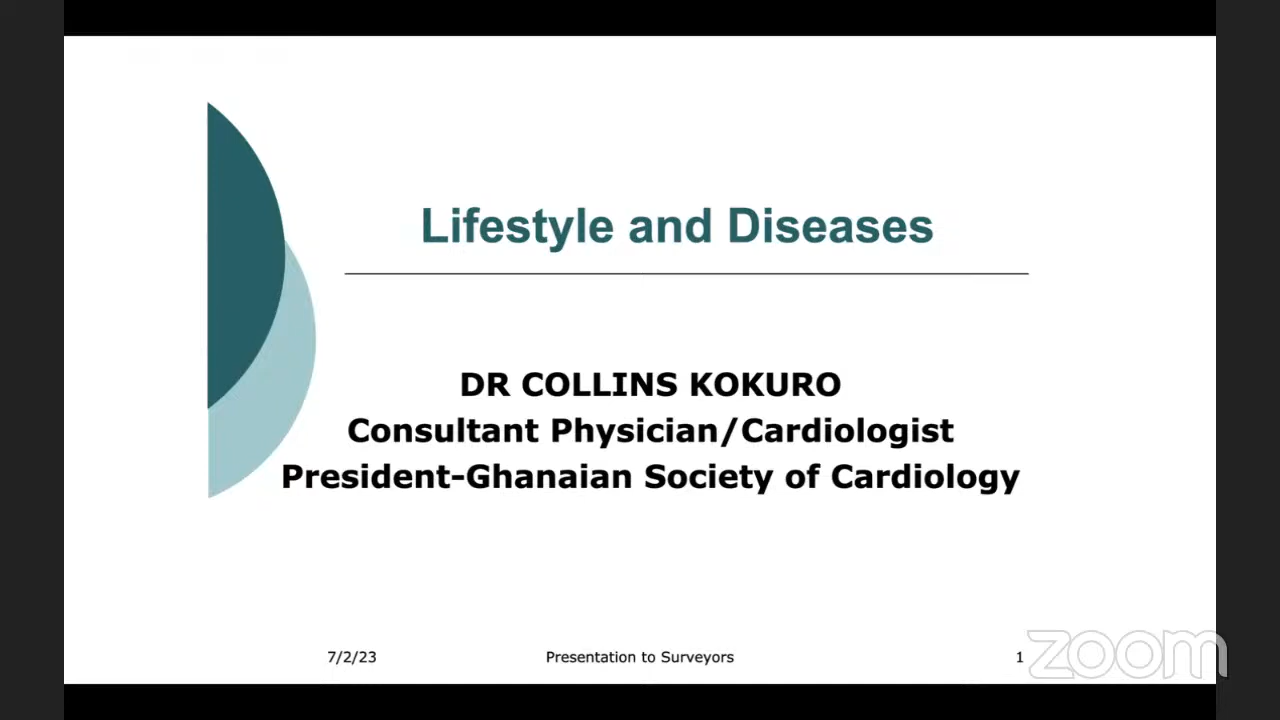 Lifestyle and Diseases
DR COLLINS KOKURO
Consultant Physician/Cardiologist
President-Ghanaian Society of Cardiology
7/2/23 Presentation to Surveyors 1
zoom